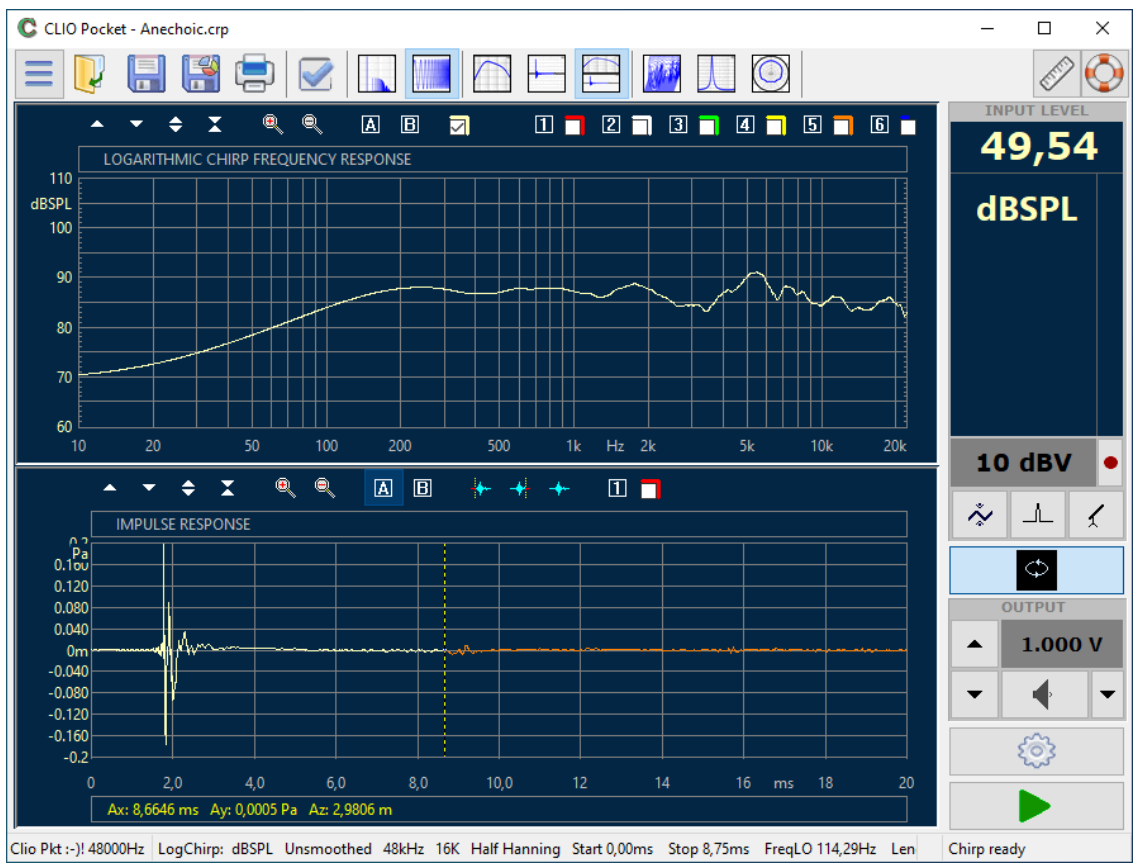 CLIO Pocket - Anechoic.crp
A B 1 2 3 4 5 6
INPUT LEVEL
49,54
dBSPL
LOGARITHMIC CHIRP FREQUENCY RESPONSE
110
dBSPL
100
90
80
70
60
10 20 50 100 200 500 1k Hz 2k 5k 10k 20k
10 dBV
A B 1
IMPULSE RESPONSE
0.2
Pa
0.160
0.120
0.080
0.040
0m
-0.040
-0.080
-0.120
-0.160
-0.2
0 2,0 4,0 6,0 8,0 10,0 12 14 16 ms 18 20
Ax: 8,6646 ms Ay: 0,0005 Pa Az: 2,9806 m
OUTPUT
1.000 V
Clio Pkt :-)! 48000Hz LogChirp: dBSPL Unsmoothed 48kHz 16K Half Hanning Start 0,00ms Stop 8,75ms FreqLO 114,29Hz Len
Chirp ready